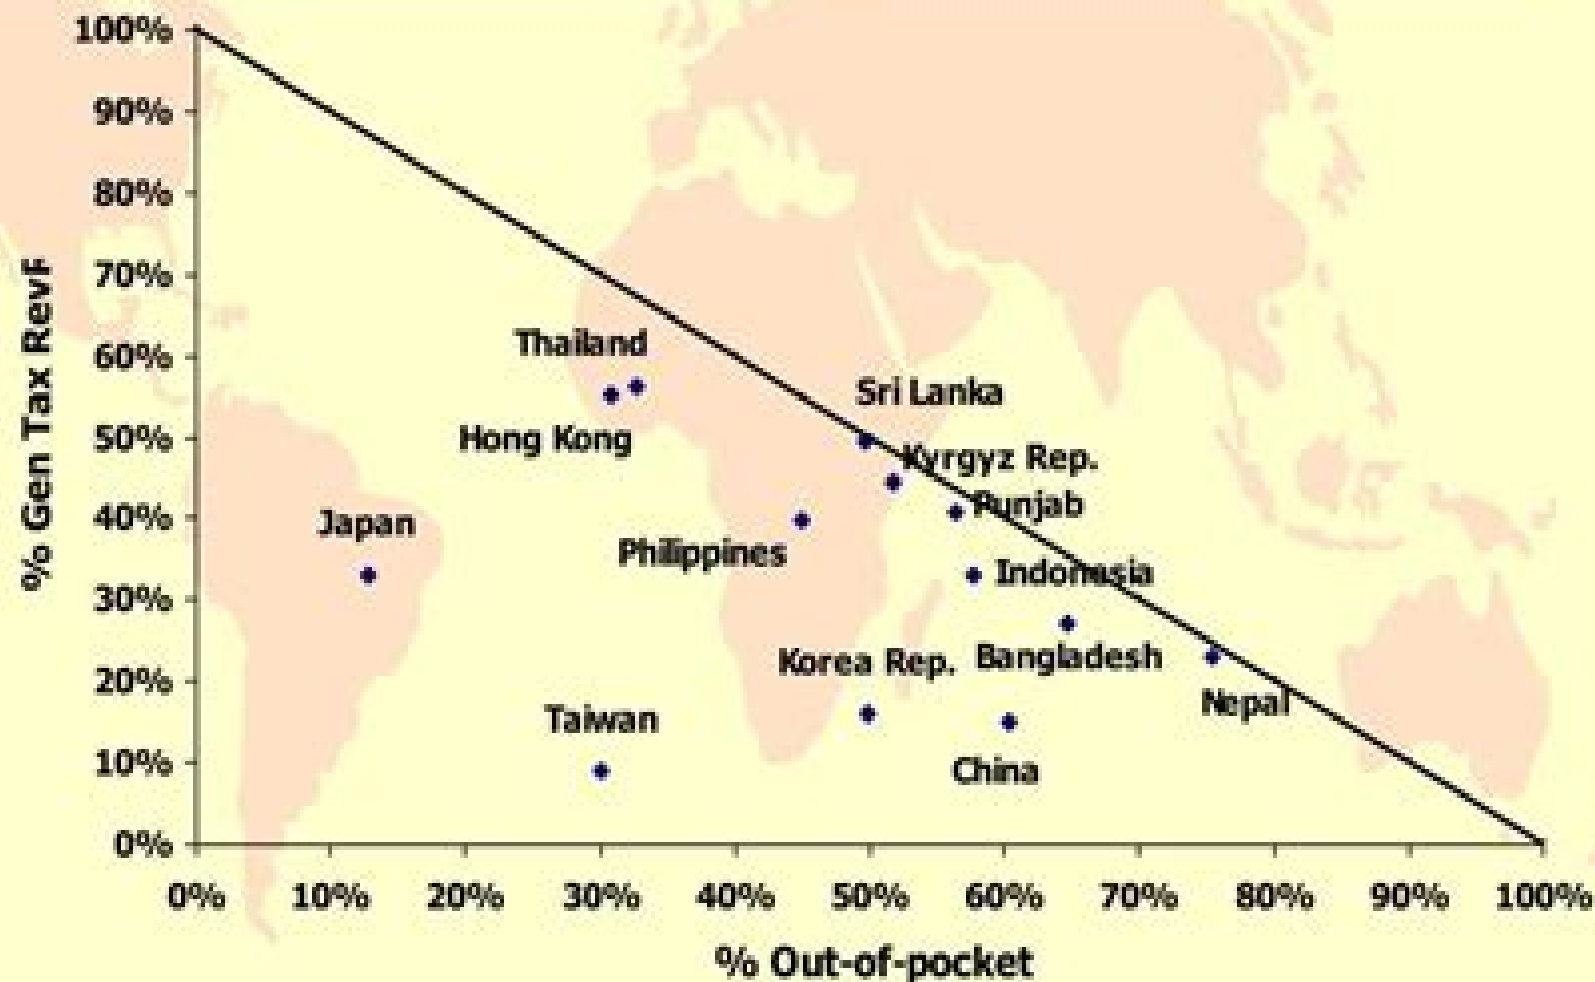 100%
90%
80%
70%
60%
50%
40%
30%
20%
10%
0%
% Gen Tax RevF
Thailand
Hong Kong
Sri Lanka
Kyrgyz Rep.
Punjab
Japan
Philippines
Indonesia
Korea Rep.
Bangladesh
Nepal
Taiwan
China
0% 10% 20% 30% 40% 50% 60% 70% 80% 90% 100%
% Out-of-pocket